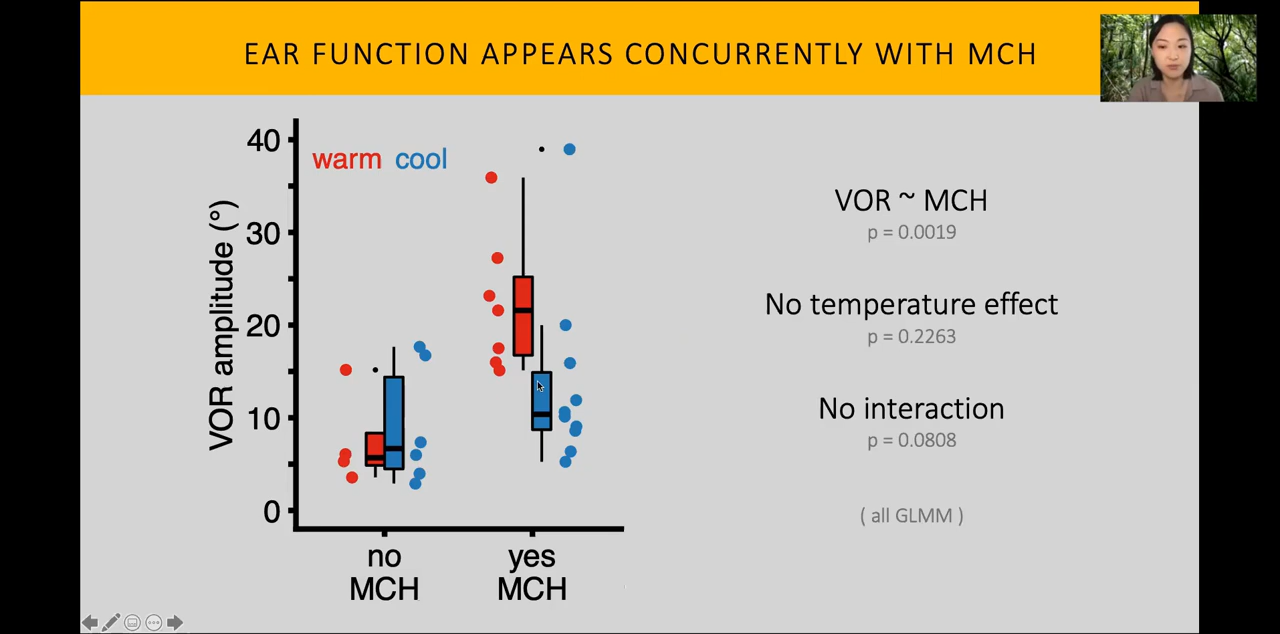 EAR FUNCTION APPEARS CONCURRENTLY WITH MCH
warm cool
VOR amplitude (°)
40
30
20
10
0
no
MCH
yes
MCH
VOR ~ MCH
p = 0.0019
No temperature effect
p = 0.2263
No interaction
p = 0.0808
( all GLMM )